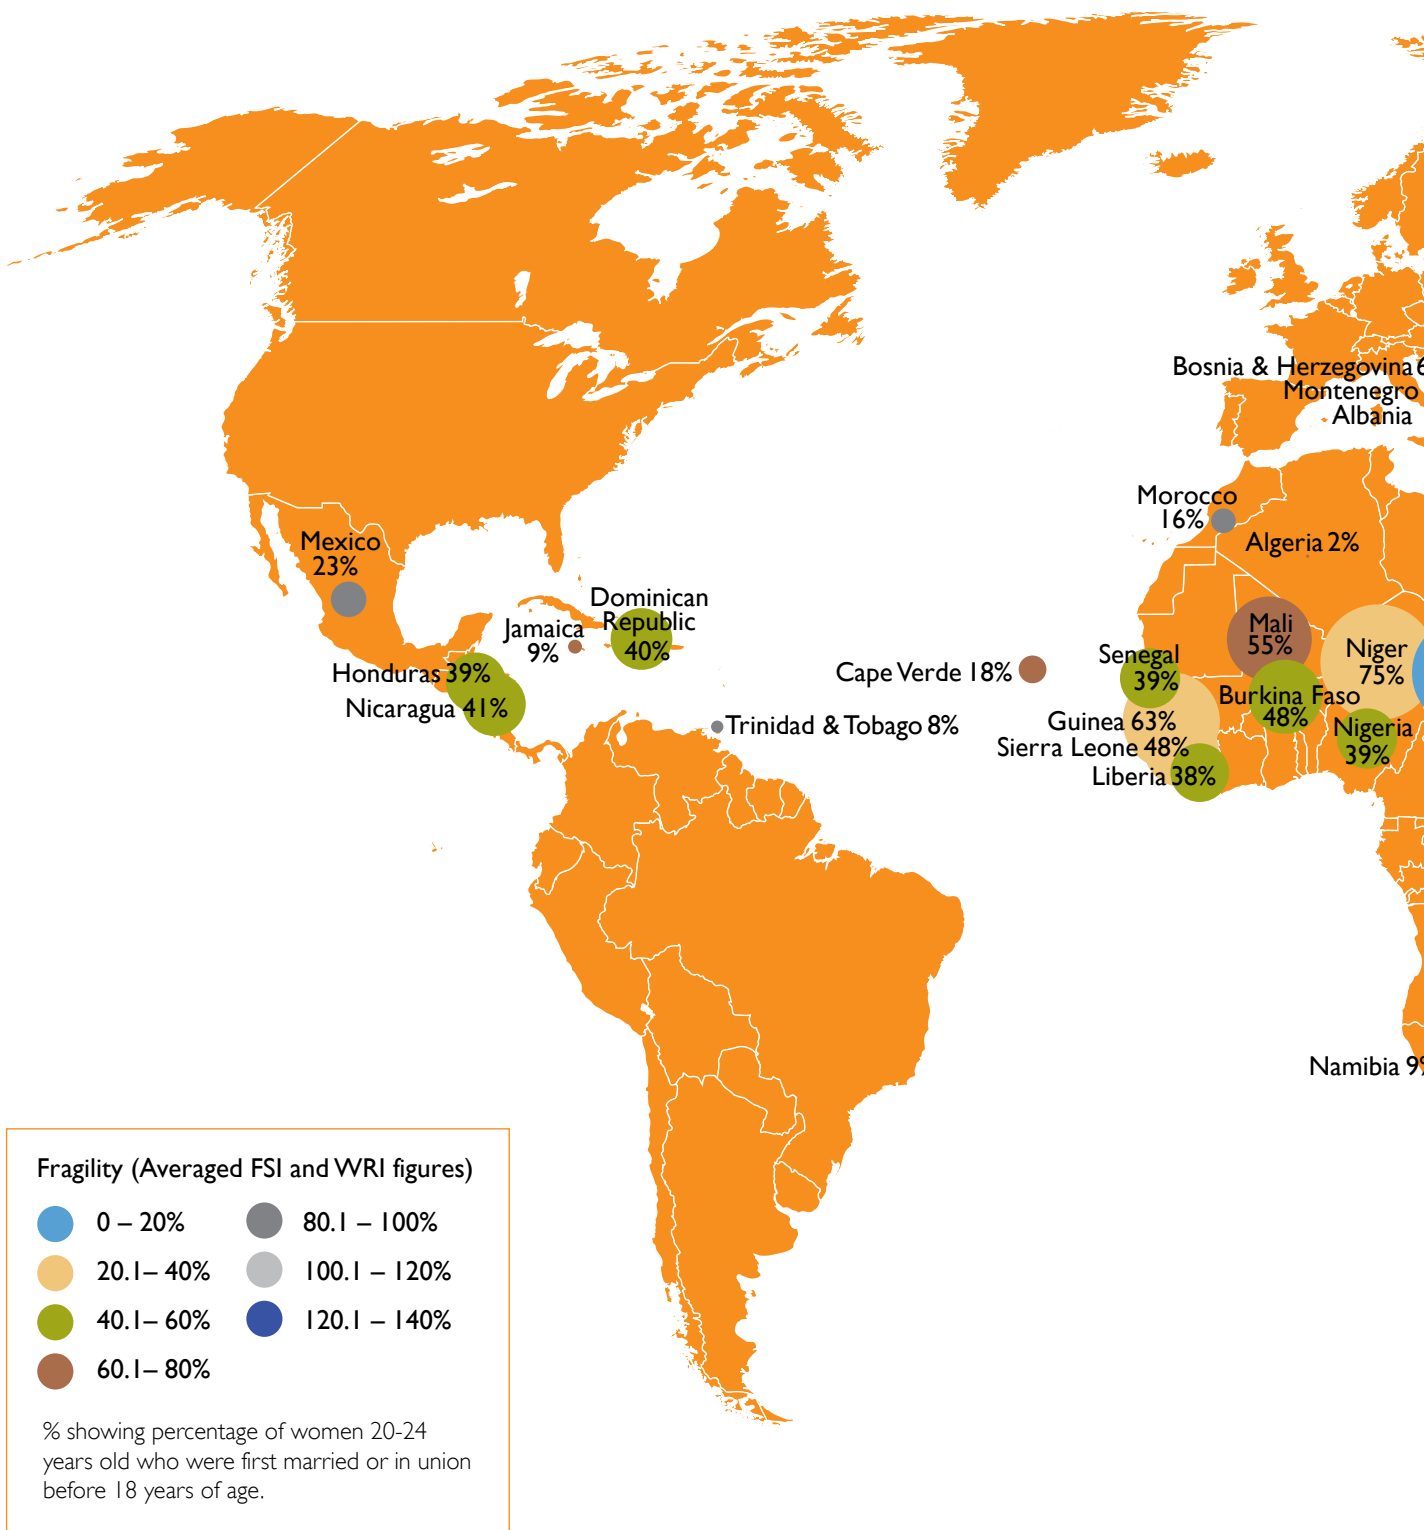 Bosnia & Herzegovina 6
Montenegro
Albania
Morocco
16%
Algeria 2%
Mexico
23%
Dominican
Republic
40%
Jamaica
9%
Honduras 39%
Nicaragua 41%
Trinidad & Tobago 8%
Cape Verde 18%
Senegal
39%
Mali
55%
Niger
75%
Burkina Faso
48%
Guinea 63%
Sierra Leone 48%
Liberia 38%
Nigeria
39%
Namibia 9%
Fragility (Averaged FSI and WRI figures)
0 – 20%
20.1– 40%
40.1– 60%
60.1– 80%
80.1 – 100%
100.1 – 120%
120.1 – 140%
% showing percentage of women 20-24
years old who were first married or in union
before 18 years of age.